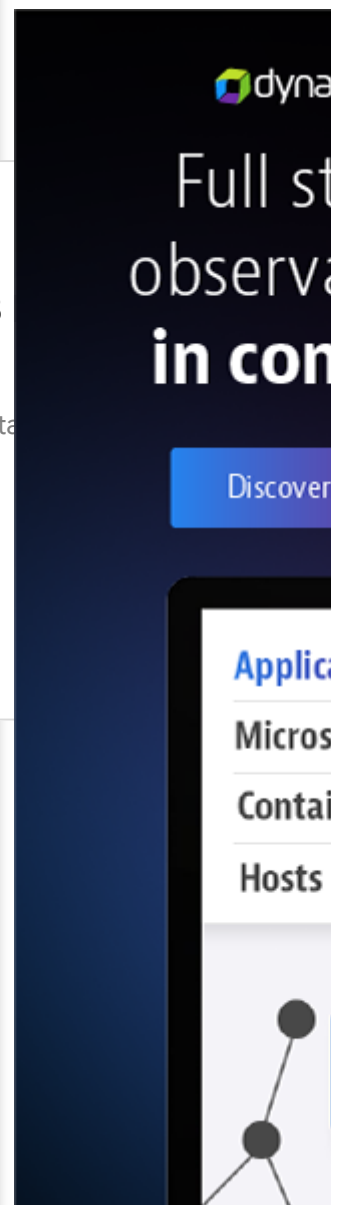 dyna
Full st
observa
in con
Discover
Applica
Micros
Contai
Hosts